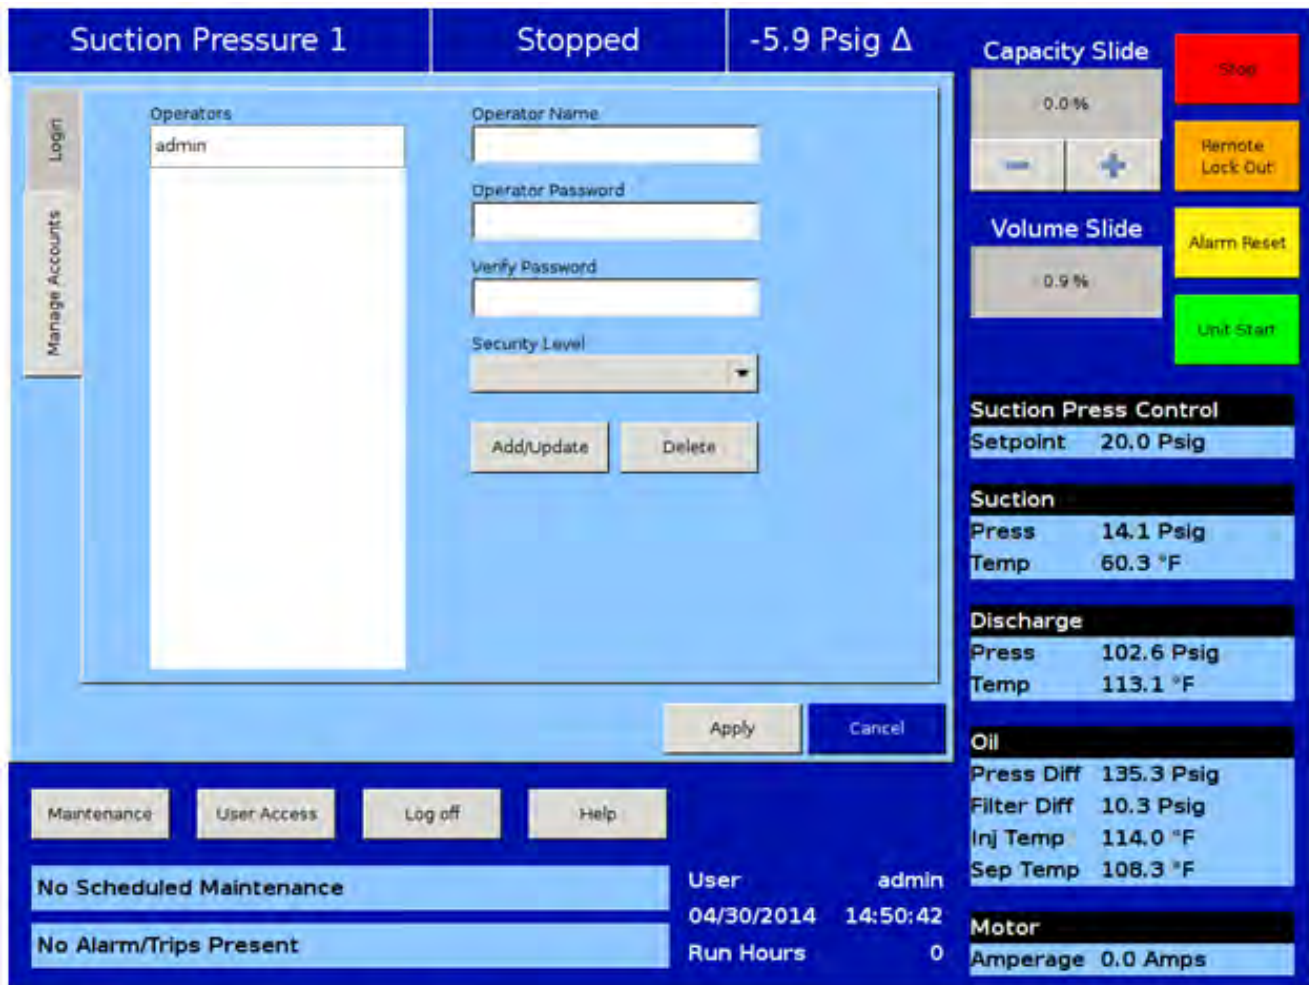 Suction Pressure 1
Stopped
-5.9 Psig Δ
Login
Manage Accounts
Operators
admin
Operator Name
Operator Password
Verify Password
Security Level
Add/Update
Delete
Apply
Cancel
Capacity Slide
0.0 %
Volume Slide
0.9 %
Stop
Remote
Lock Out
Alarm Reset
Unit Start
Suction Press Control
Setpoint 20.0 Psig
Suction
Press 14.1 Psig
Temp 60.3 °F
Discharge
Press 102.6 Psig
Temp 113.1 °F
Oil
Press Diff 135.3 Psig
Filter Diff 10.3 Psig
Inj Temp 114.0 °F
Sep Temp 108.3 °F
Motor
Amperage 0.0 Amps
Maintenance
User Access
Log off
Help
No Scheduled Maintenance
No Alarm/Trips Present
User admin
04/30/2014 14:50:42
Run Hours 0